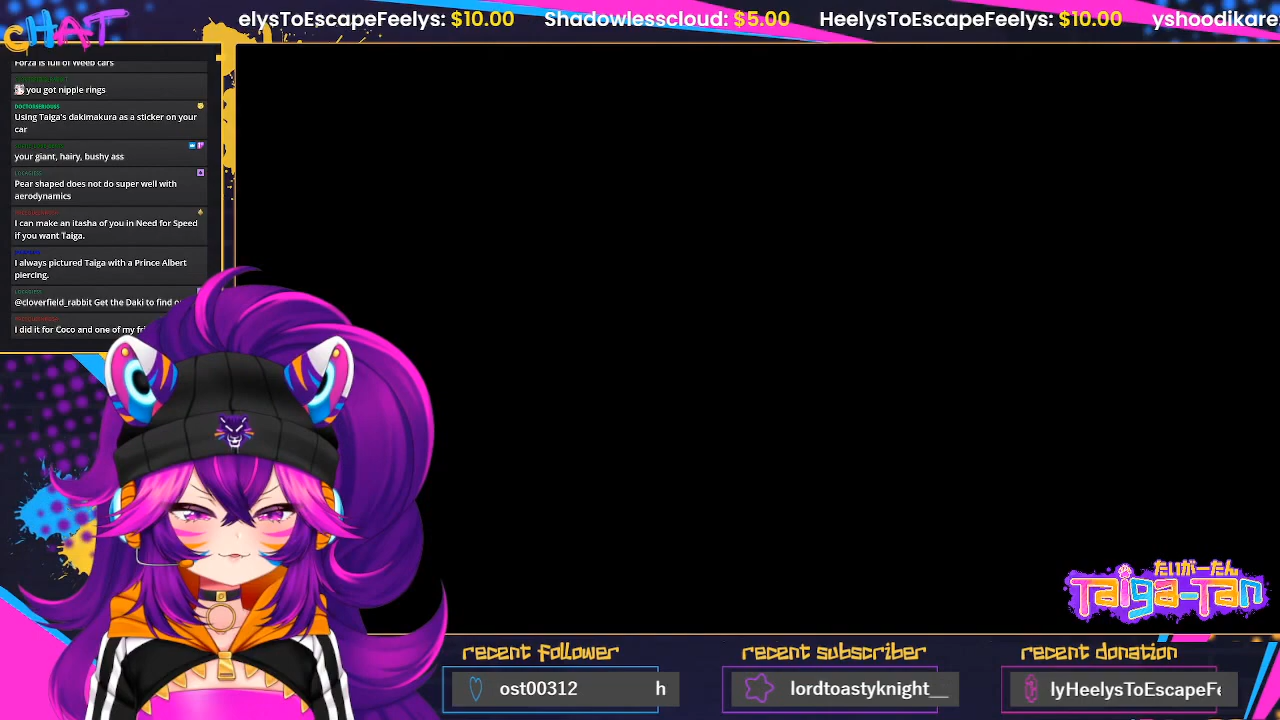 CHAT
elysToEscapeFeelys: $10.00 Shadowlesscloud: $5.00 HeelysToEscapeFeelys: $10.00 yshoodikare:
Forza is full of weeb cars
you got nipple rings
DOCTORSERIOUSS
Using Taiga's dakimakura as a sticker on your
car
your giant, hairy, bushy ass
Pear shaped does not do super well with
aerodynamics
I can make an itasha of you in Need for Speed
if you want Taiga.
I always pictured Taiga with a Prince Albert
piercing.
@cloverfield_rabbit Get the Daki to find
I did it for Coco and one of my
たいがーたん
Taiga-Tan
recent follower
ost00312 h
recent subscriber
lordtoastyknight__
recent donation
lyHeelysToEscapeFe